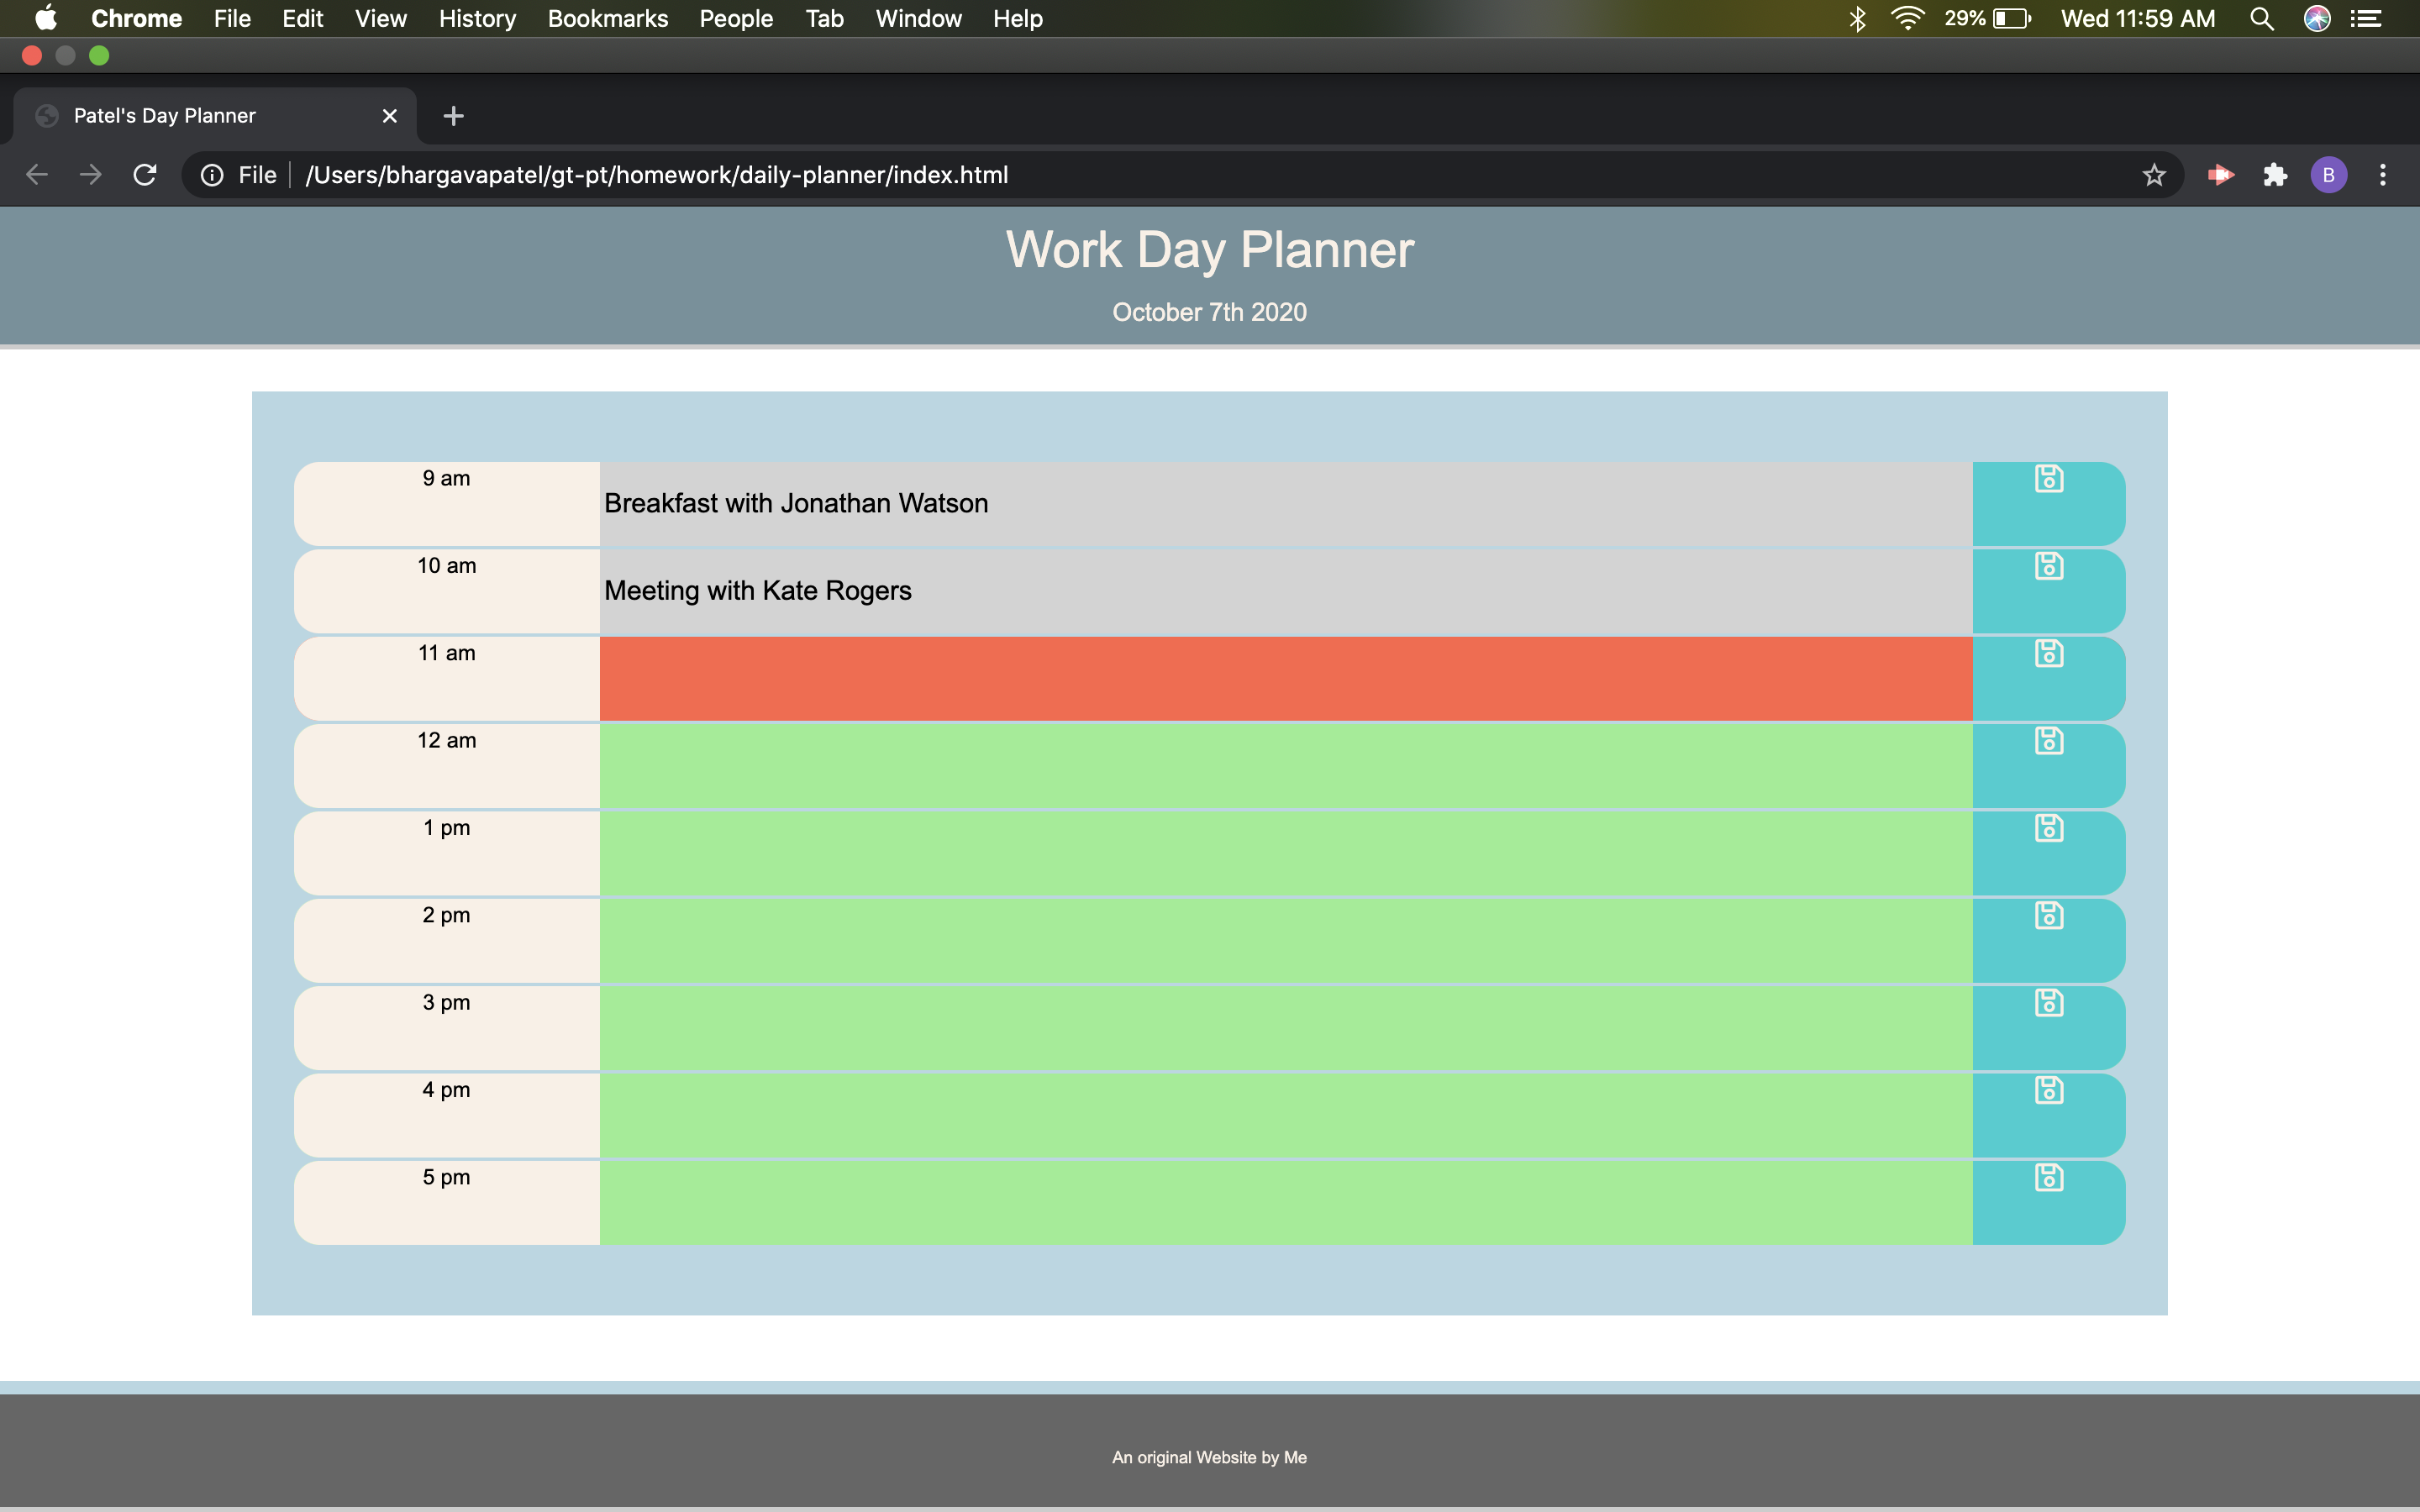 Chrome File Edit View History Bookmarks People Tab Window Help 29% Wed 11:59 AM
Patel's Day Planner
File /Users/bhargavapatel/gt-pt/homework/daily-planner/index.html B
Work Day Planner
October 7th 2020
9 am Breakfast with Jonathan Watson
10 am Meeting with Kate Rogers
11 am
12 am
1 pm
2 pm
3 pm
4 pm
5 pm
An original Website by Me